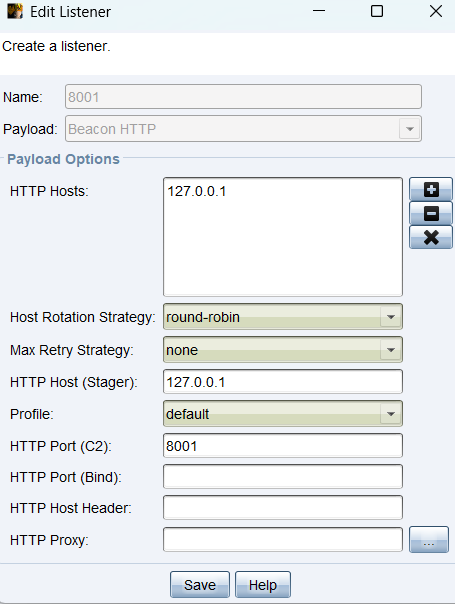 Edit Listener
Create a listener.
Name: 8001
Payload: Beacon HTTP
Payload Options
HTTP Hosts: 127.0.0.1
Host Rotation Strategy: round-robin
Max Retry Strategy: none
HTTP Host (Stager): 127.0.0.1
Profile: default
HTTP Port (C2): 8001
HTTP Port (Bind):
HTTP Host Header:
HTTP Proxy: ...
Save Help